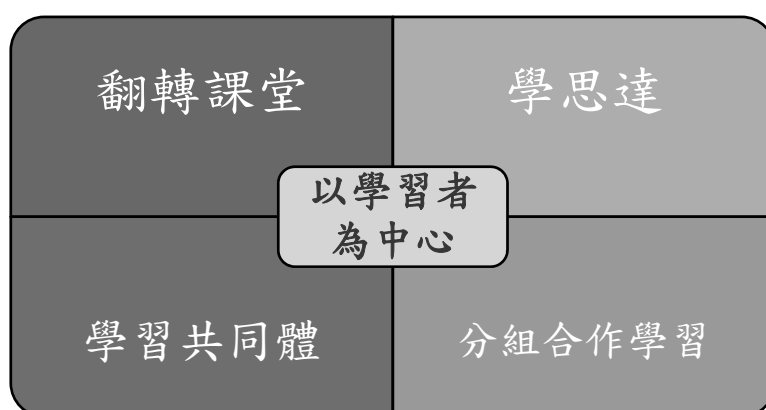 翻轉課堂
學思達
以學習者
為中心
學習共同體
分組合作學習